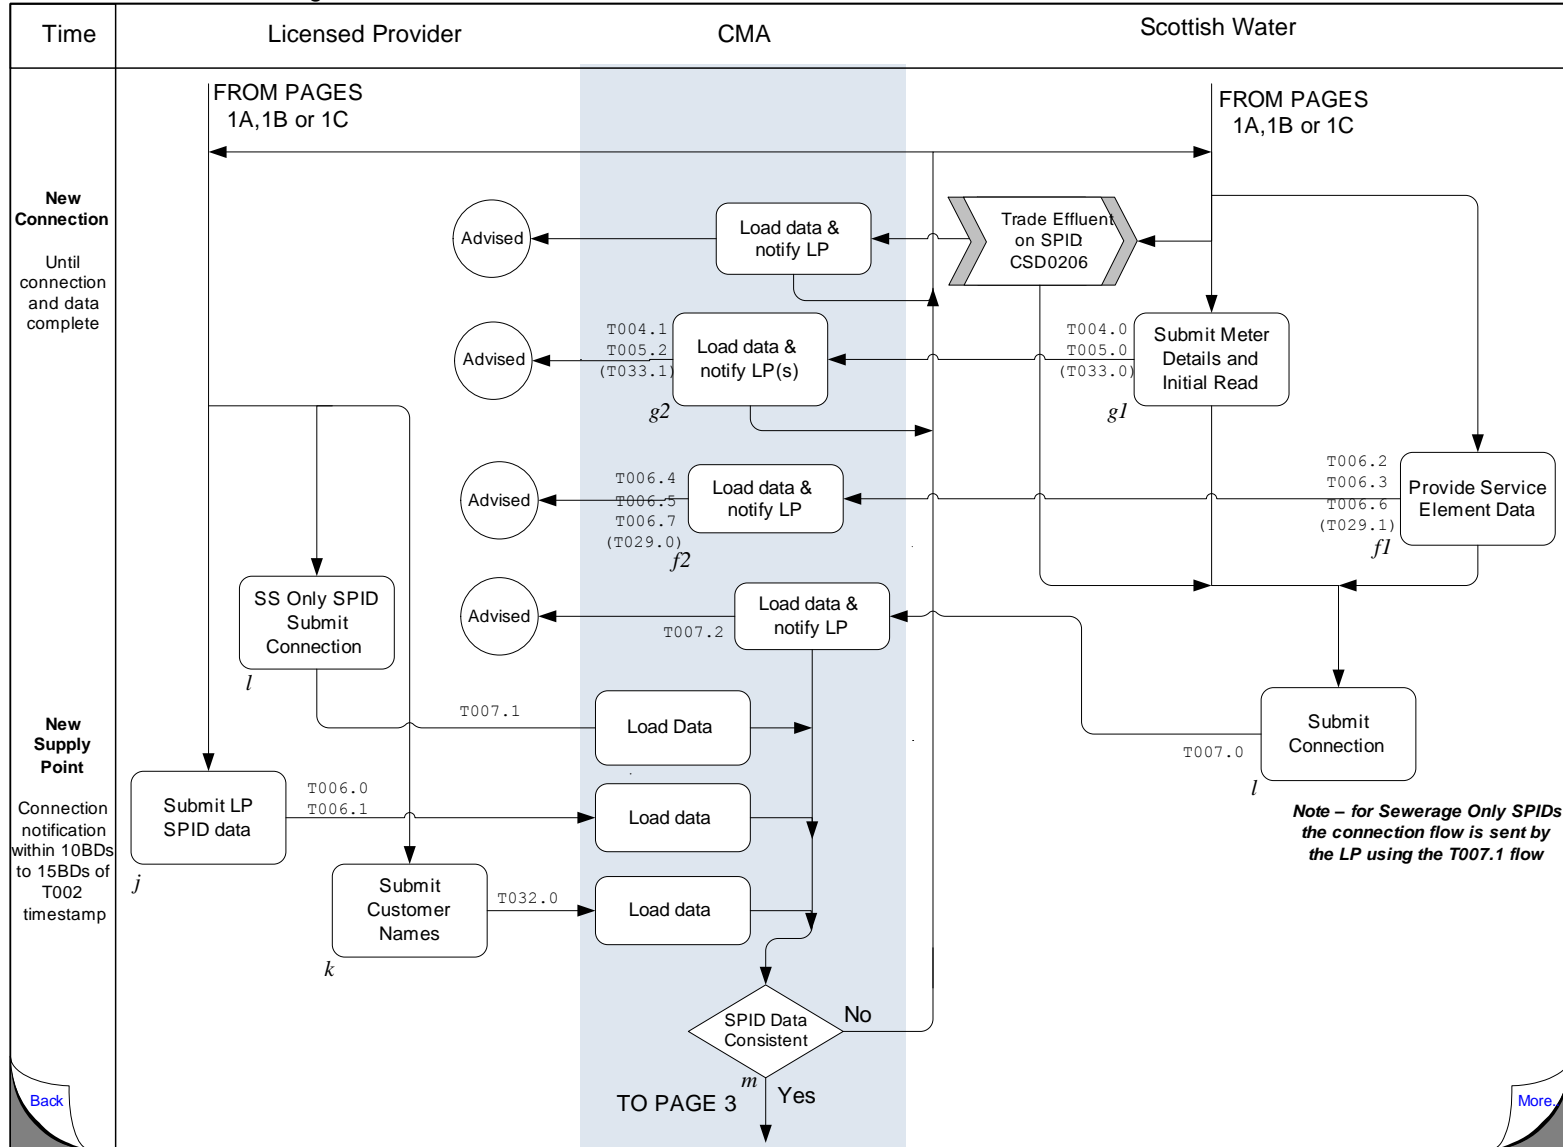 Time
Licensed Provider
CMA
Scottish Water
FROM PAGES
1A,1B or 1C
FROM PAGES
1A,1B or 1C
New
Connection
Until
connection
and data
complete
Advised
Load data &
notify LP
Trade Effluent
on SPID:
CSD0206
Advised
T004.1
T005.2
(T033.1)
Load data &
notify LP(s)
g2
T004.0
T005.0
(T033.0)
Submit Meter
Details and
Initial Read
g1
Advised
T006.4
T006.5
T006.7
(T029.0)
Load data &
notify LP
f2
T006.2
T006.3
T006.6
(T029.1)
Provide Service
Element Data
f1
SS Only SPID
Submit
Connection
l
Advised
T007.2
Load data &
notify LP
New
Supply
Point
Connection
notification
within 10BDs
to 15BDs of
T002
timestamp
T007.1
Load Data
T007.0
Submit
Connection
l
Submit LP
SPID data
j
T006.0
T006.1
Load data
Note – for Sewerage Only SPIDs
the connection flow is sent by
the LP using the T007.1 flow
Submit
Customer
Names
k
T032.0
Load data
SPID Data
Consistent
m
No
Yes
TO PAGE 3
Back
More.